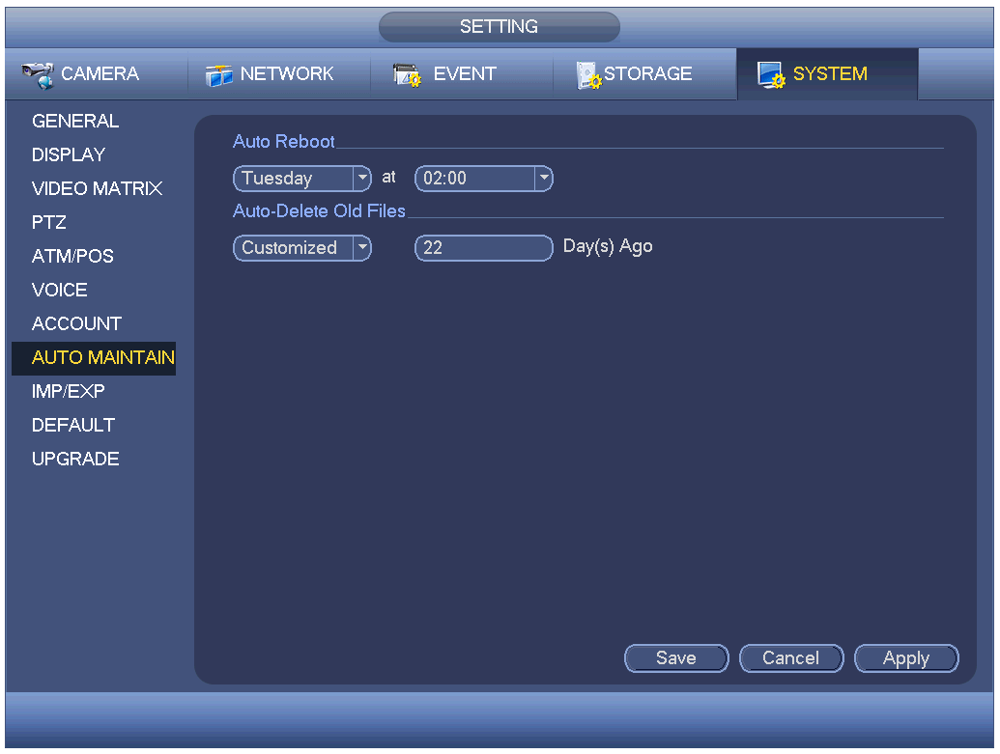 SETTING
CAMERA NETWORK EVENT STORAGE SYSTEM
GENERAL
DISPLAY
VIDEO MATRIX
PTZ
ATM/POS
VOICE
ACCOUNT
AUTO MAINTAIN
IMP/EXP
DEFAULT
UPGRADE
Auto Reboot
Tuesday at 02:00
Auto-Delete Old Files
Customized 22 Day(s) Ago
Save Cancel Apply